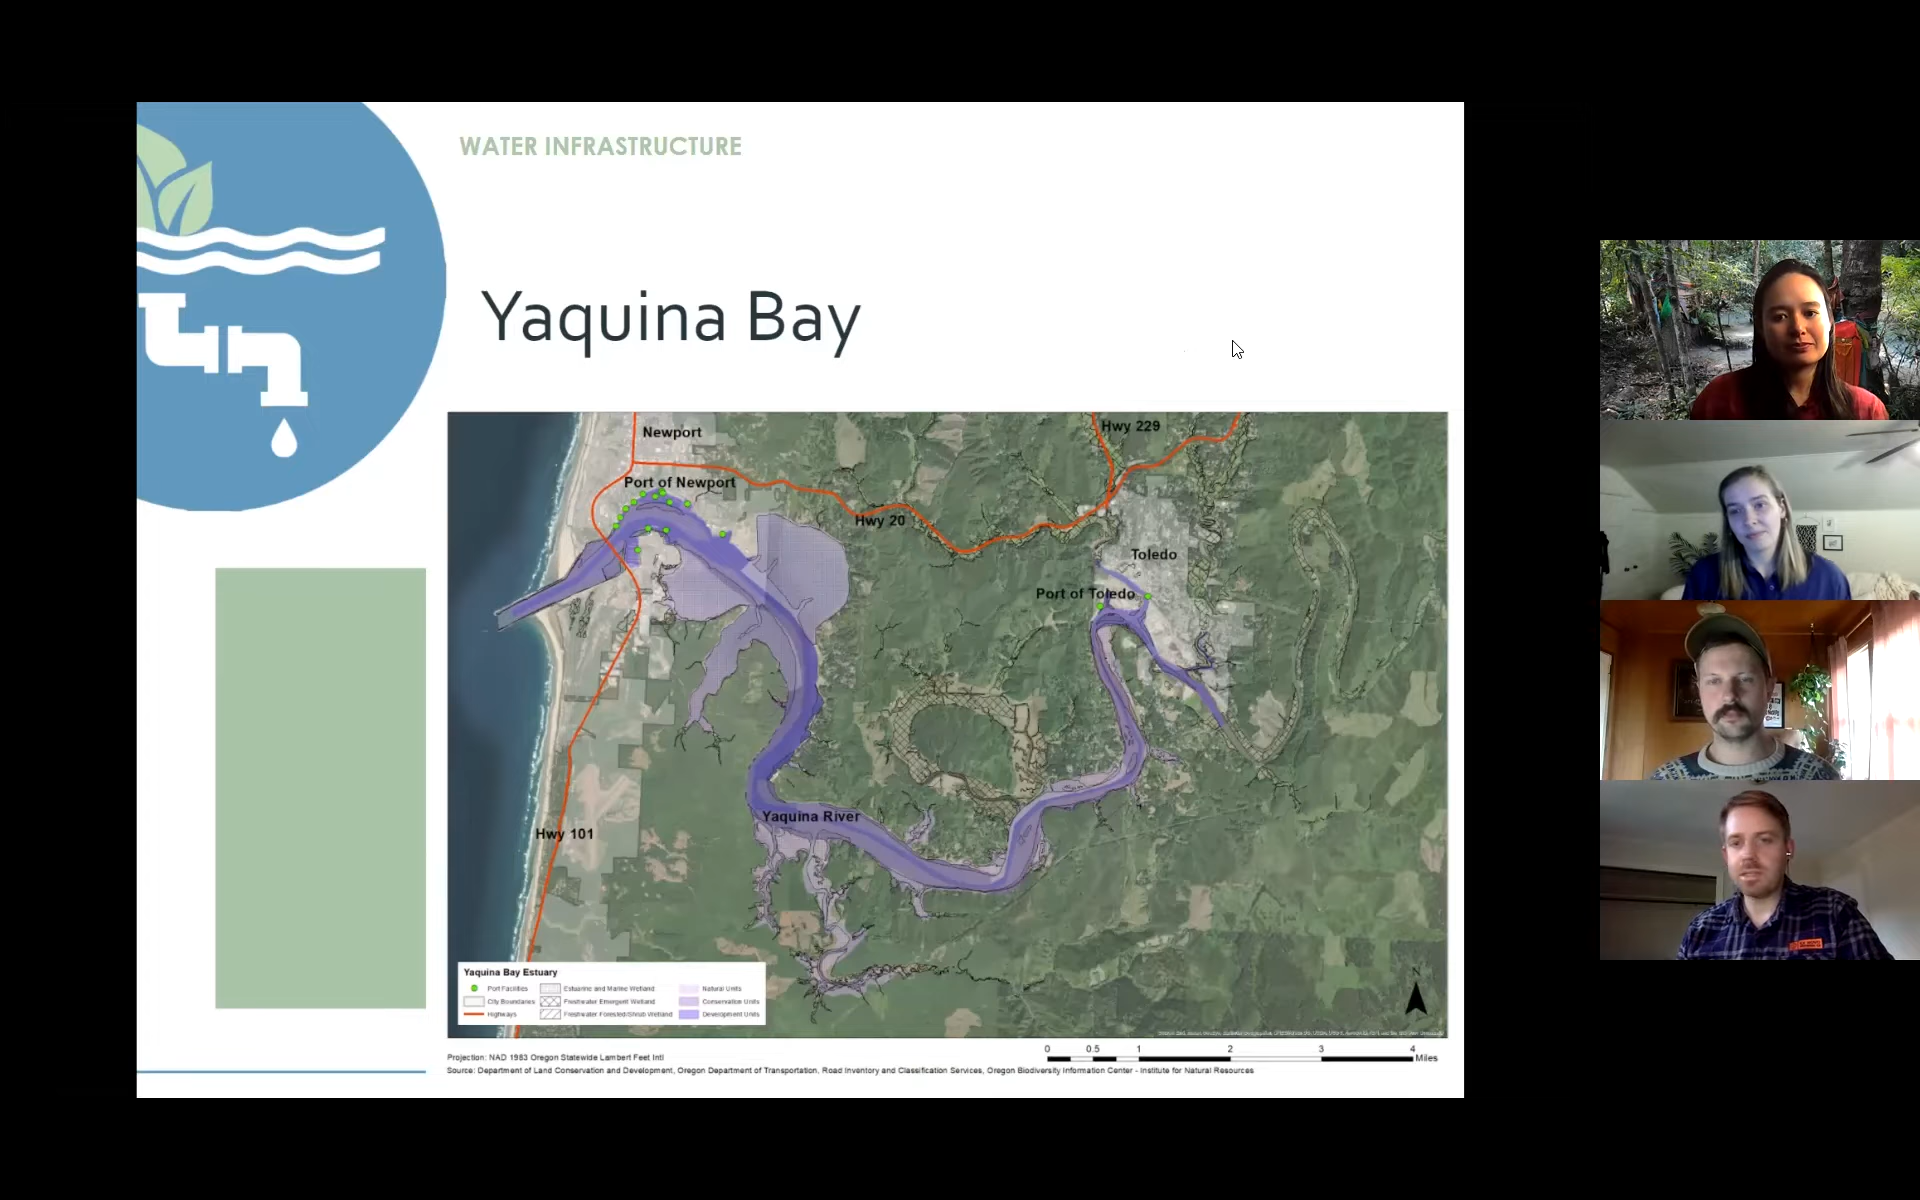 WATER INFRASTRUCTURE
Yaquina Bay
Newport
Hwy 229
Port of Newport
Hwy 20
Toledo
Port of Toledo
Yaquina River
Hwy 101
Yaquina Bay Estuary
Port Facilities
City Boundaries
Highways
Estuarine and Marine Wetland
Freshwater Emergent Wetland
Freshwater Forested/Shrub Wetland
Natural Units
Conservation Units
Development Units
N
0 0.5 1 2 3 4
Miles
Projection: NAD 1983 Oregon Statewide Lambert Feet Intl
Source: Department of Land Conservation and Development, Oregon Department of Transportation, Road Inventory and Classification Services, Oregon Biodiversity Information Center - Institute for Natural Resources